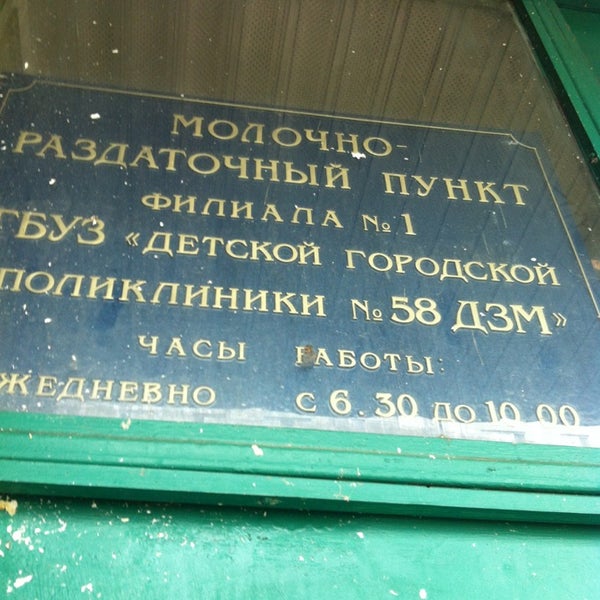 МОЛОЧНО-
РАЗДАТОЧНЫЙ ПУНКТ
ФИЛИАЛА №1
ГБУЗ «ДЕТСКОЙ ГОРОДСКОЙ
ПОЛИКЛИНИКИ №58 ДЗМ»
ЧАСЫ РАБОТЫ:
ЖЕДНЕВНО С 6.30 ДО 10.00